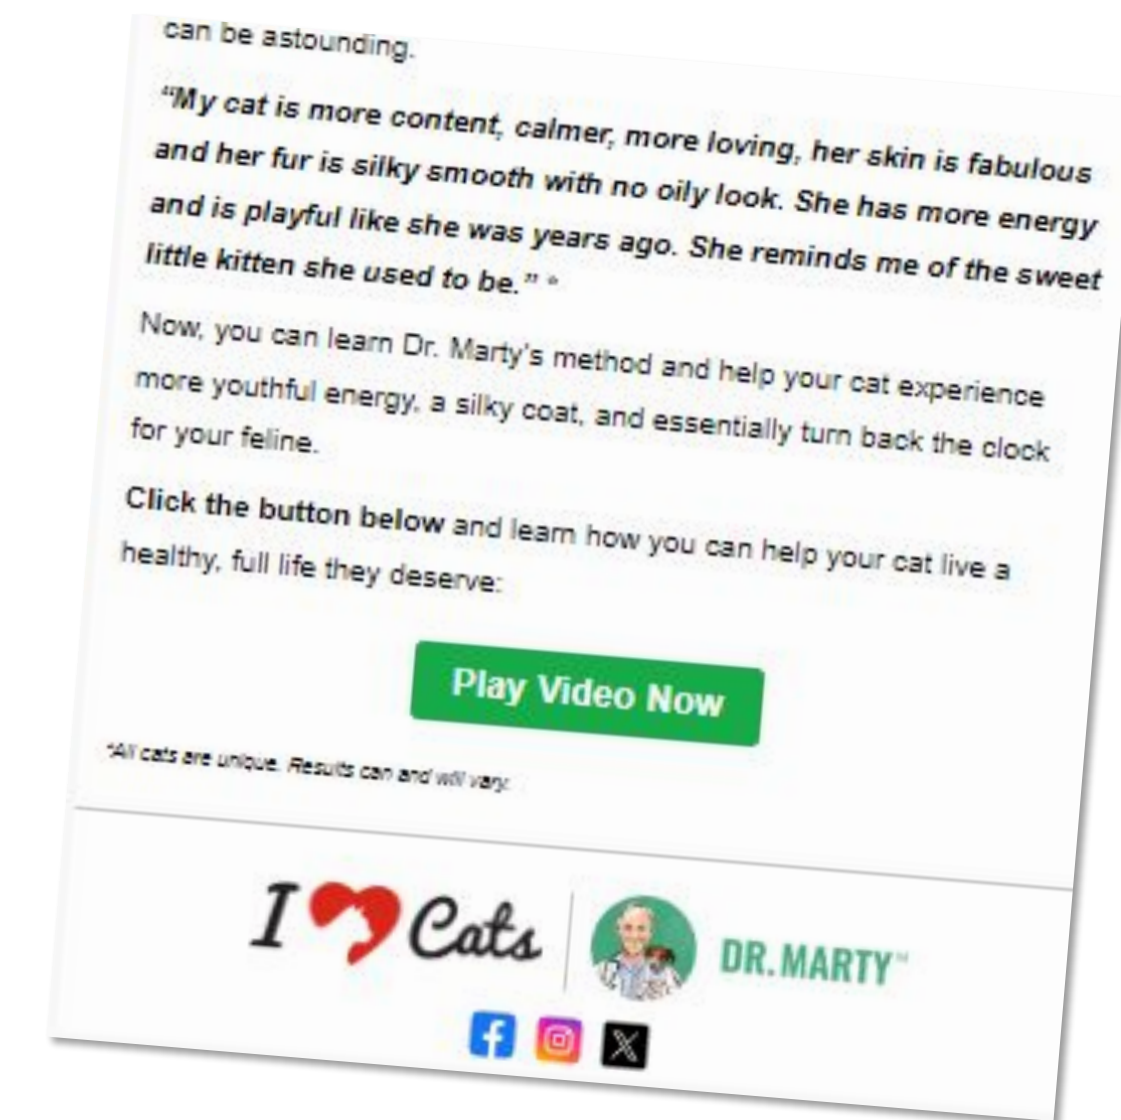 can be astounding.
“My cat is more content, calmer, more loving, her skin is fabulous
and her fur is silky smooth with no oily look. She has more energy
and is playful like she was years ago. She reminds me of the sweet
little kitten she used to be.” *
Now, you can learn Dr. Marty's method and help your cat experience
more youthful energy, a silky coat, and essentially turn back the clock
for your feline.
Click the button below and learn how you can help your cat live a
healthy, full life they deserve:
Play Video Now
*All cats are unique. Results can and will vary.
I Cats
DR. MARTY™